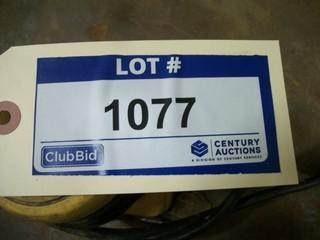 LOT #
1077
ClubBid
CENTURY
AUCTIONS
A DIVISION OF CENTURY SERVICES